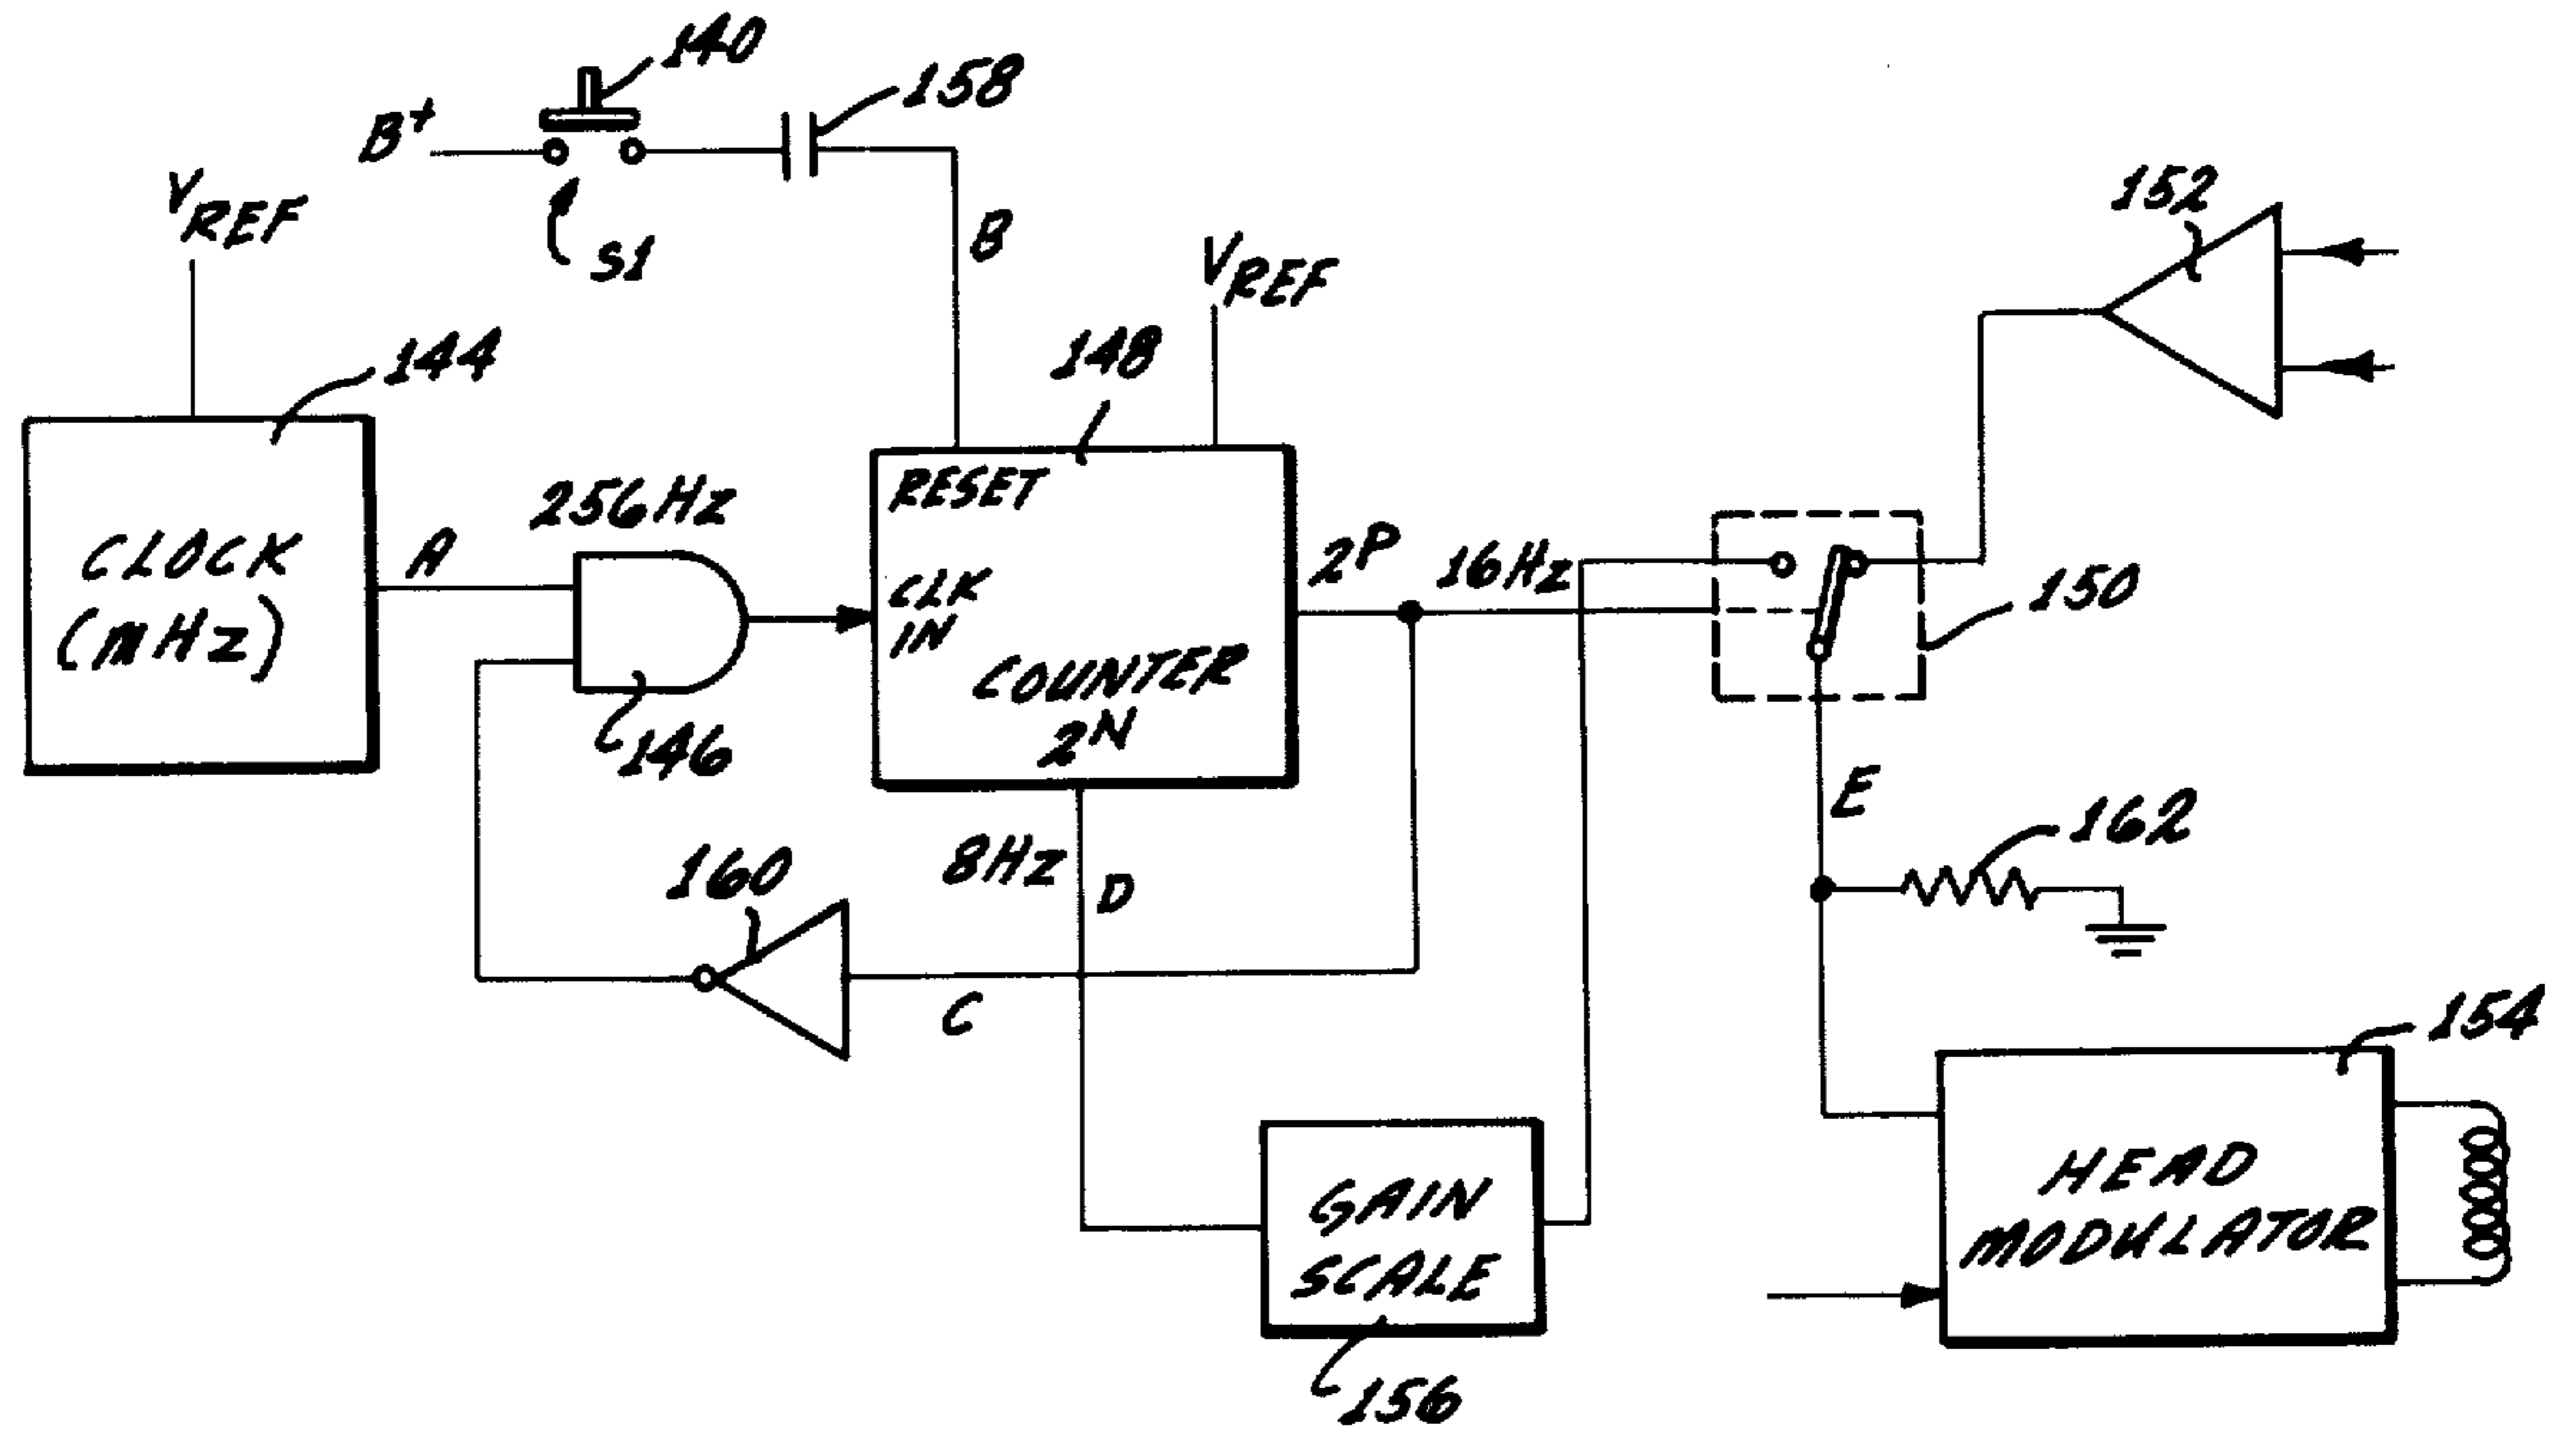 140
158
B+
S1
B
VREF
144
CLOCK
(mHz)
A
256Hz
146
VREF
148
RESET
CLK
IN
COUNTER
2N
2P
16Hz
152
150
E
162
160
8Hz
D
C
GAIN
SCALE
156
154
HEAD
MODULATOR